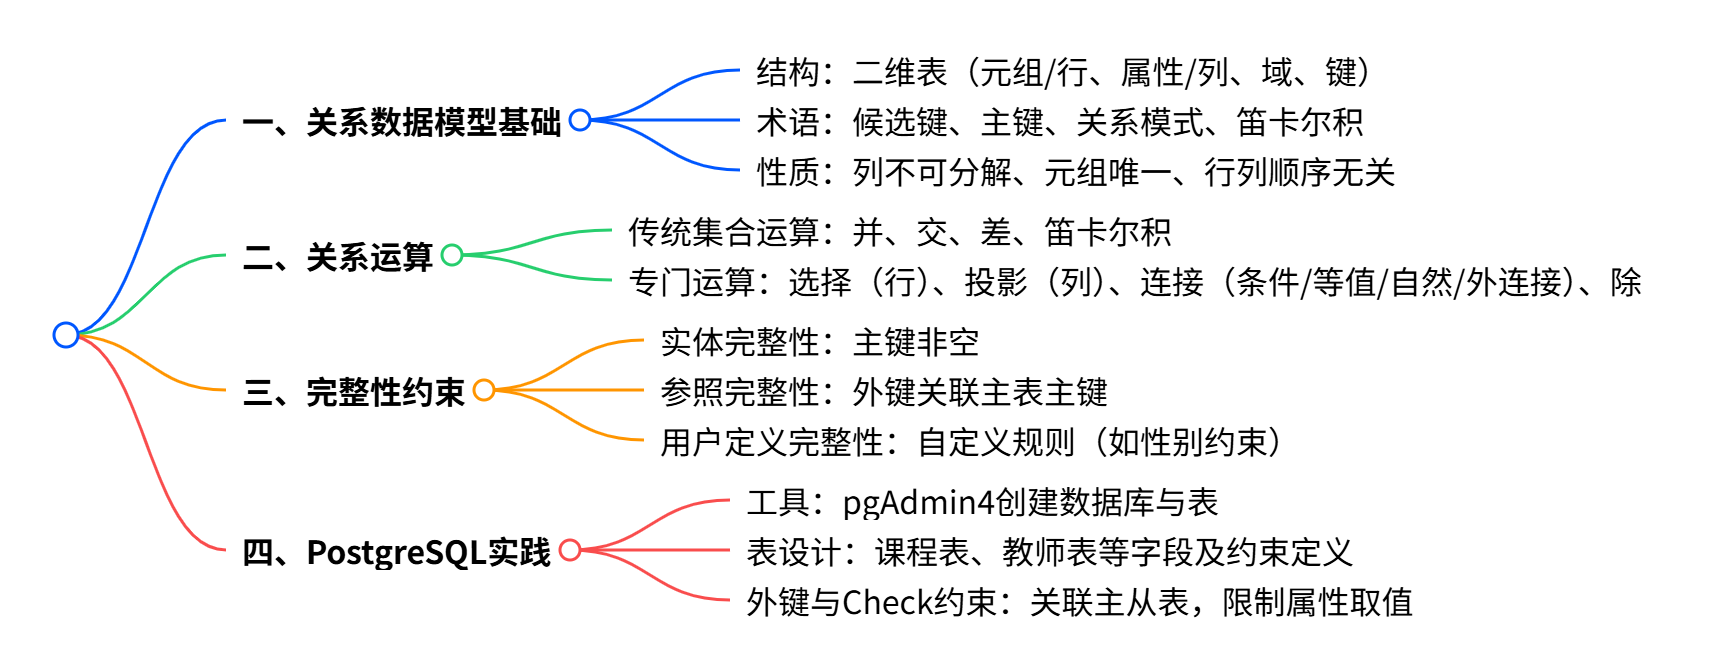 一、关系数据模型基础
结构：二维表（元组/行、属性/列、域、键）
术语：候选键、主键、关系模式、笛卡尔积
性质：列不可分解、元组唯一、行列顺序无关
二、关系运算
传统集合运算：并、交、差、笛卡尔积
专门运算：选择（行）、投影（列）、连接（条件/等值/自然/外连接）、除
三、完整性约束
实体完整性：主键非空
参照完整性：外键关联主表主键
用户定义完整性：自定义规则（如性别约束）
四、PostgreSQL实践
工具：pgAdmin4创建数据库与表
表设计：课程表、教师表等字段及约束定义
外键与Check约束：关联主从表，限制属性取值